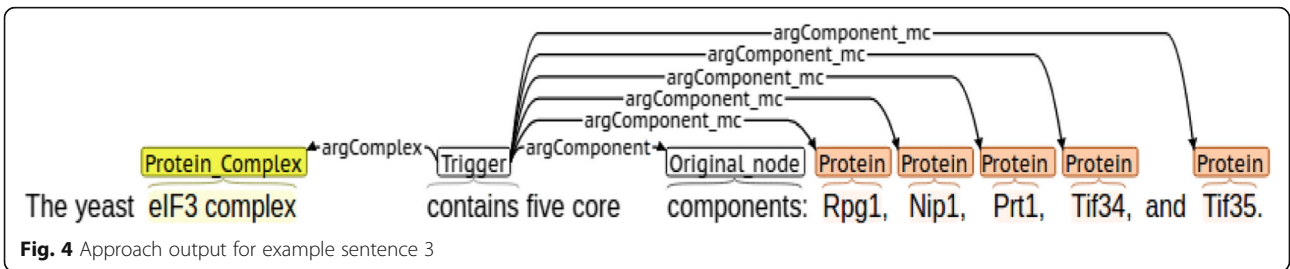 argComponent_mc
argComponent_mc
argComponent_mc
argComponent_mc
argComponent_mc
Protein_Complex argComplex Trigger argComponent Original_node Protein Protein Protein Protein Protein
The yeast eIF3 complex contains five core components: Rpg1, Nip1, Prt1, Tif34, and Tif35.
Fig. 4 Approach output for example sentence 3